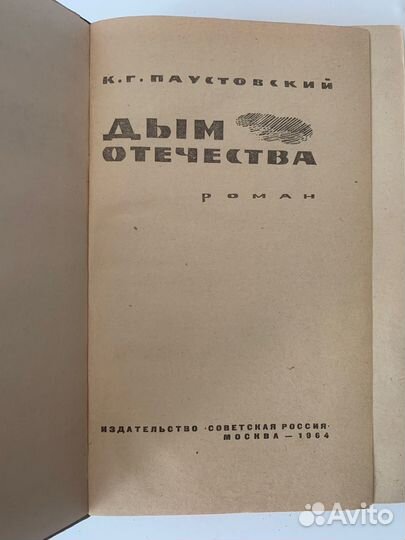 К.Г. ПАУСТОВСКИЙ
ДЫМ
ОТЕЧЕСТВА
РОМАН
ИЗДАТЕЛЬСТВО «СОВЕТСКАЯ РОССИЯ»
МОСКВА — 1964
Avito